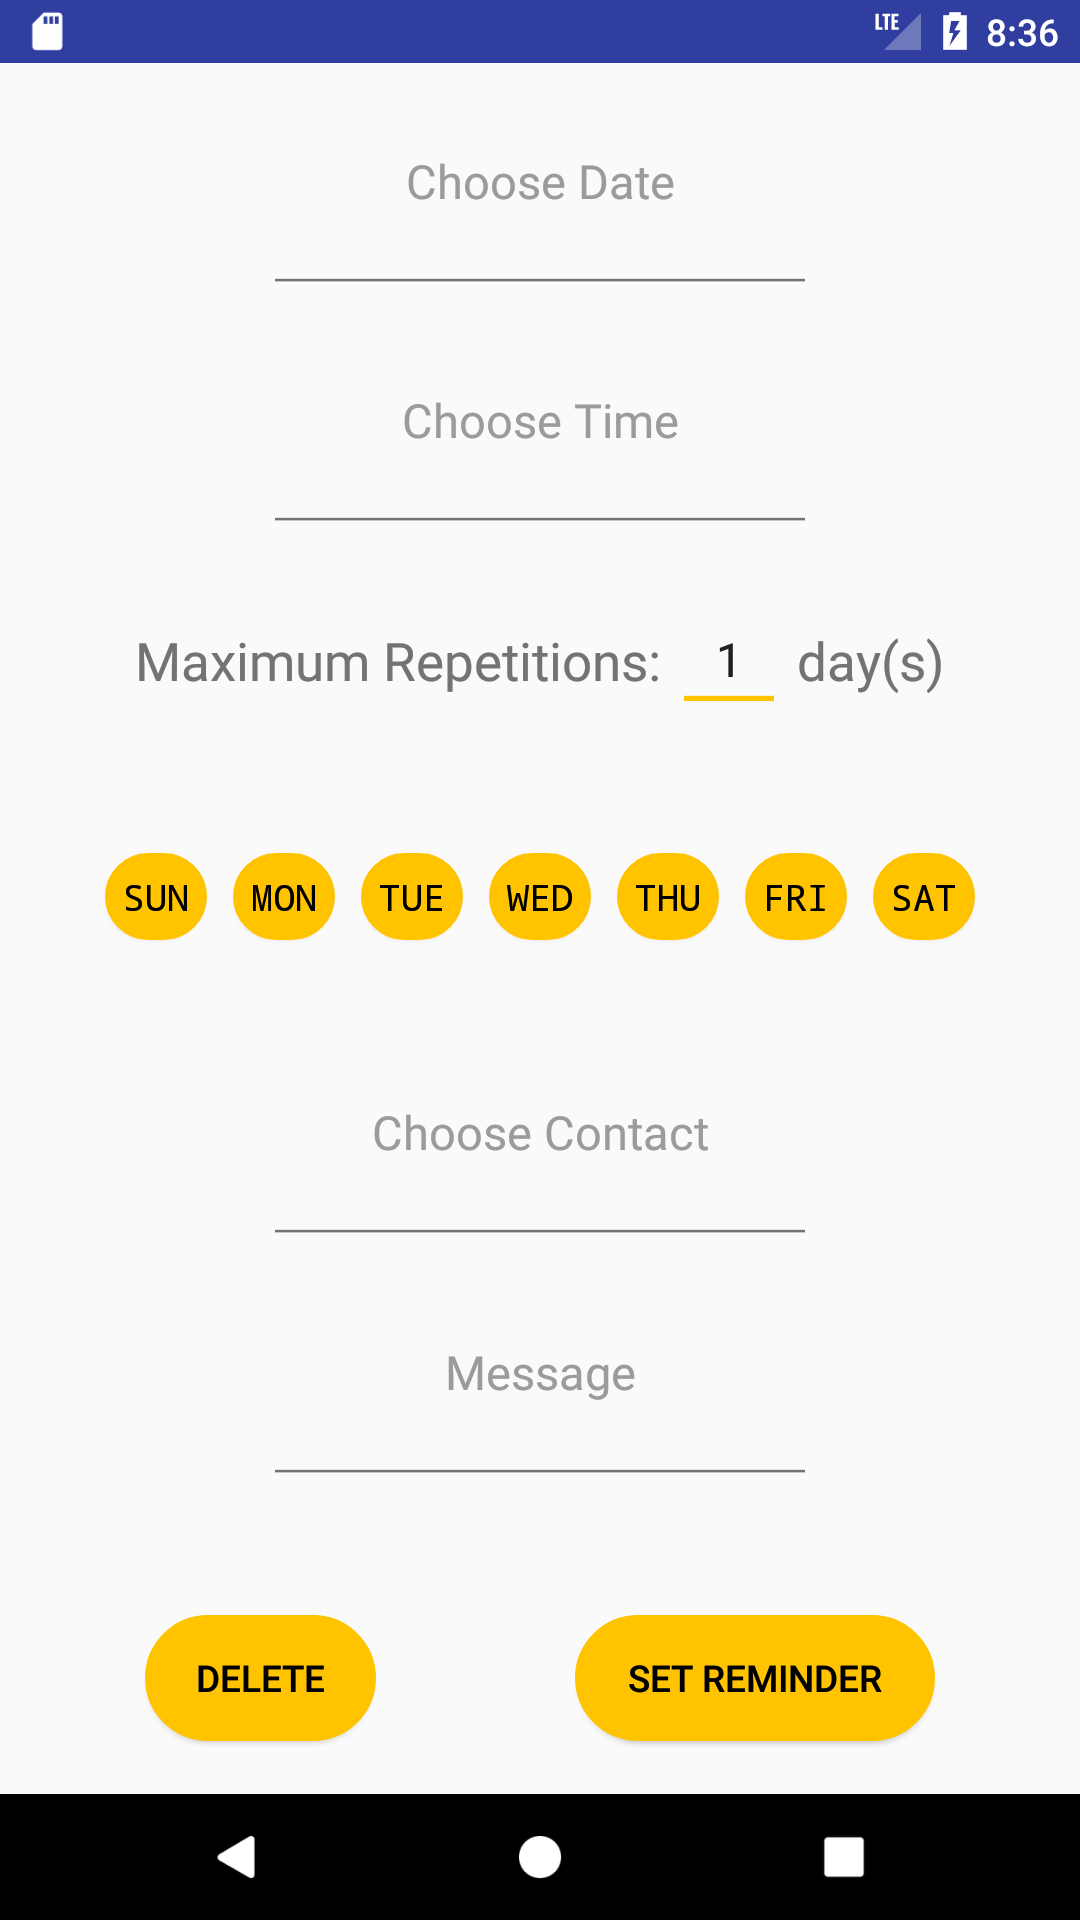 LTE 8:36
Choose Date
Choose Time
Maximum Repetitions: 1 day(s)
SUN MON TUE WED THU FRI SAT
Choose Contact
Message
DELETE SET REMINDER